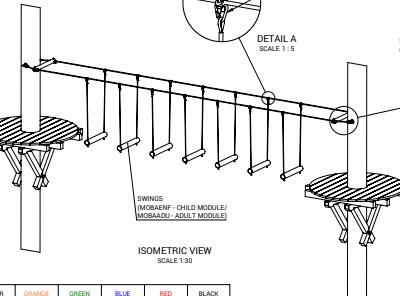 DETAIL A
SCALE 1 : 5
SWINGS
(MOBAENF - CHILD MODULE/
MOBAADU - ADULT MODULE)
ISOMETRIC VIEW
SCALE 1:30
ORANGE GREEN BLUE RED BLACK